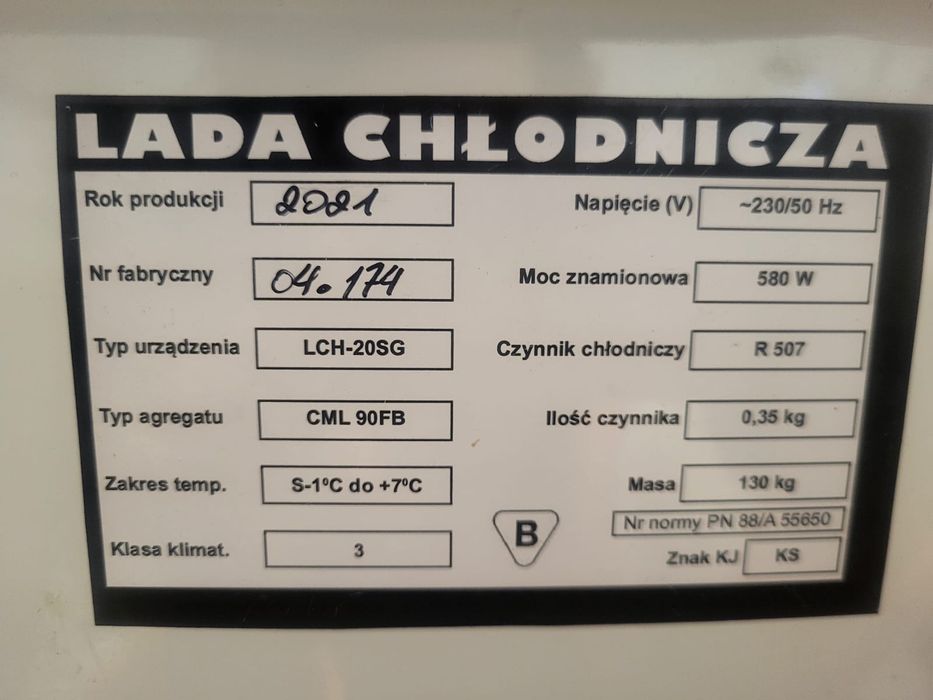 LADA CHŁODNICZA
Rok produkcji 2021
Nr fabryczny 04.174
Typ urządzenia LCH-20SG
Typ agregatu CML 90FB
Zakres temp. S-1ºC do +7ºC
Klasa klimat. 3
Napięcie (V) ~230/50 Hz
Moc znamionowa 580 W
Czynnik chłodniczy R 507
Ilość czynnika 0,35 kg
Masa 130 kg
Nr normy PN 88/A 55650
B
Znak KJ KS